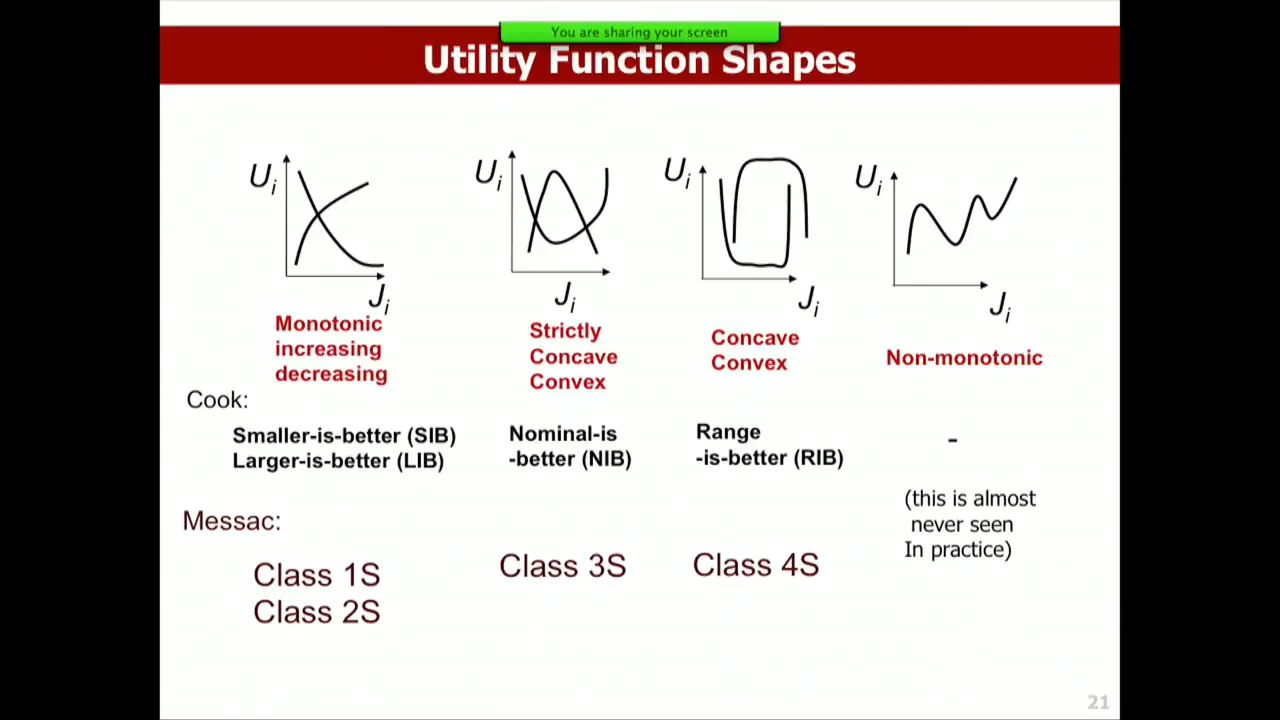 You are sharing your screen
Utility Function Shapes
Ui
Ji
Ui
Ji
Ui
Ji
Ui
Ji
Monotonic
increasing
decreasing
Strictly
Concave
Convex
Concave
Convex
Non-monotonic
Cook:
Smaller-is-better (SIB)
Larger-is-better (LIB)
Nominal-is
-better (NIB)
Range
-is-better (RIB)
-
(this is almost
never seen
In practice)
Messac:
Class 1S
Class 2S
Class 3S
Class 4S
21